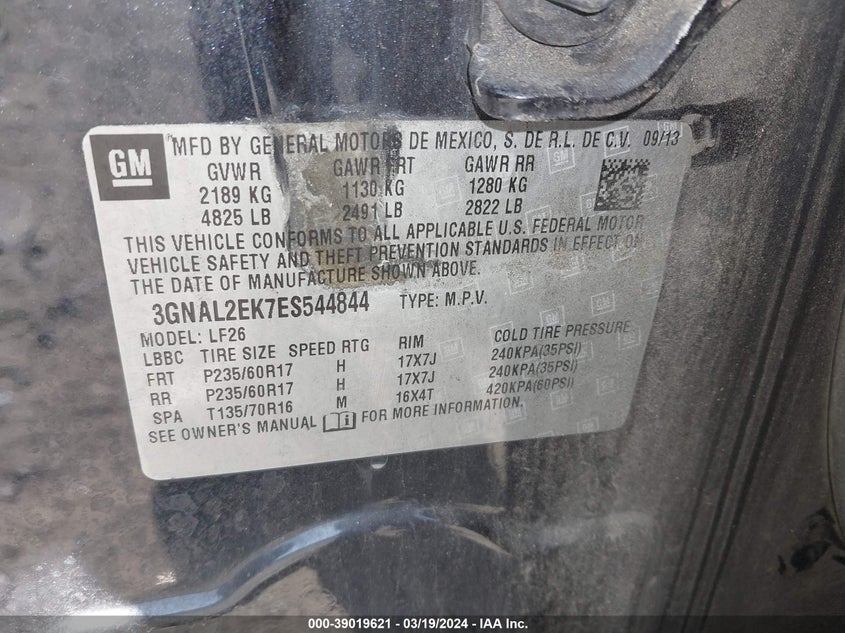 GM
MFD BY GENERAL MOTORS DE MEXICO, S. DE R.L. DE C.V. 09/13
GVWR GAWR FRT GAWR RR
2189 KG 1130 KG 1280 KG
4825 LB 2491 LB 2822 LB
THIS VEHICLE CONFORMS TO ALL APPLICABLE U.S. FEDERAL MOTOR
VEHICLE SAFETY AND THEFT PREVENTION STANDARDS IN EFFECT ON
THE DATE OF MANUFACTURE SHOWN ABOVE.
3GNAL2EK7ES544844 TYPE: M.P.V.
MODEL: LF26
LBBC TIRE SIZE SPEED RTG RIM COLD TIRE PRESSURE
FRT P235/60R17 H 17X7J 240KPA(35PSI)
RR P235/60R17 H 17X7J 240KPA(35PSI)
SPA T135/70R16 M 16X4T 420KPA(60PSI)
SEE OWNER'S MANUAL FOR MORE INFORMATION.
000-39019621 - 03/19/2024 - IAA Inc.